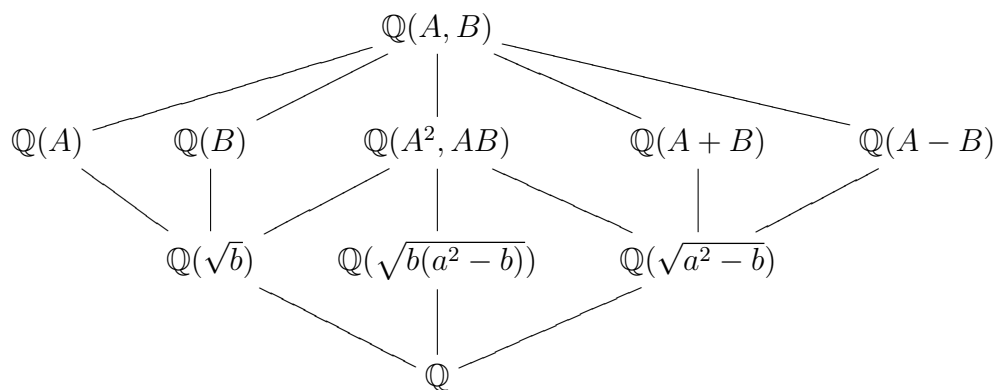 ℚ(A, B)
ℚ(A) ℚ(B) ℚ(A², AB) ℚ(A + B) ℚ(A − B)
ℚ(√b) ℚ(√(b(a² − b))) ℚ(√(a² − b))
ℚ